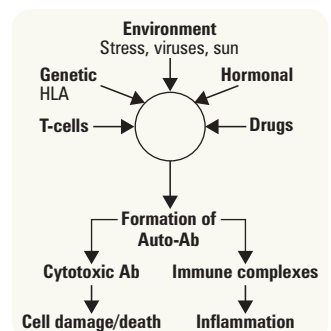 Environment
Stress, viruses, sun
Genetic
HLA
Hormonal
T-cells
Drugs
Formation of
Auto-Ab
Cytotoxic Ab
Immune complexes
Cell damage/death
Inflammation